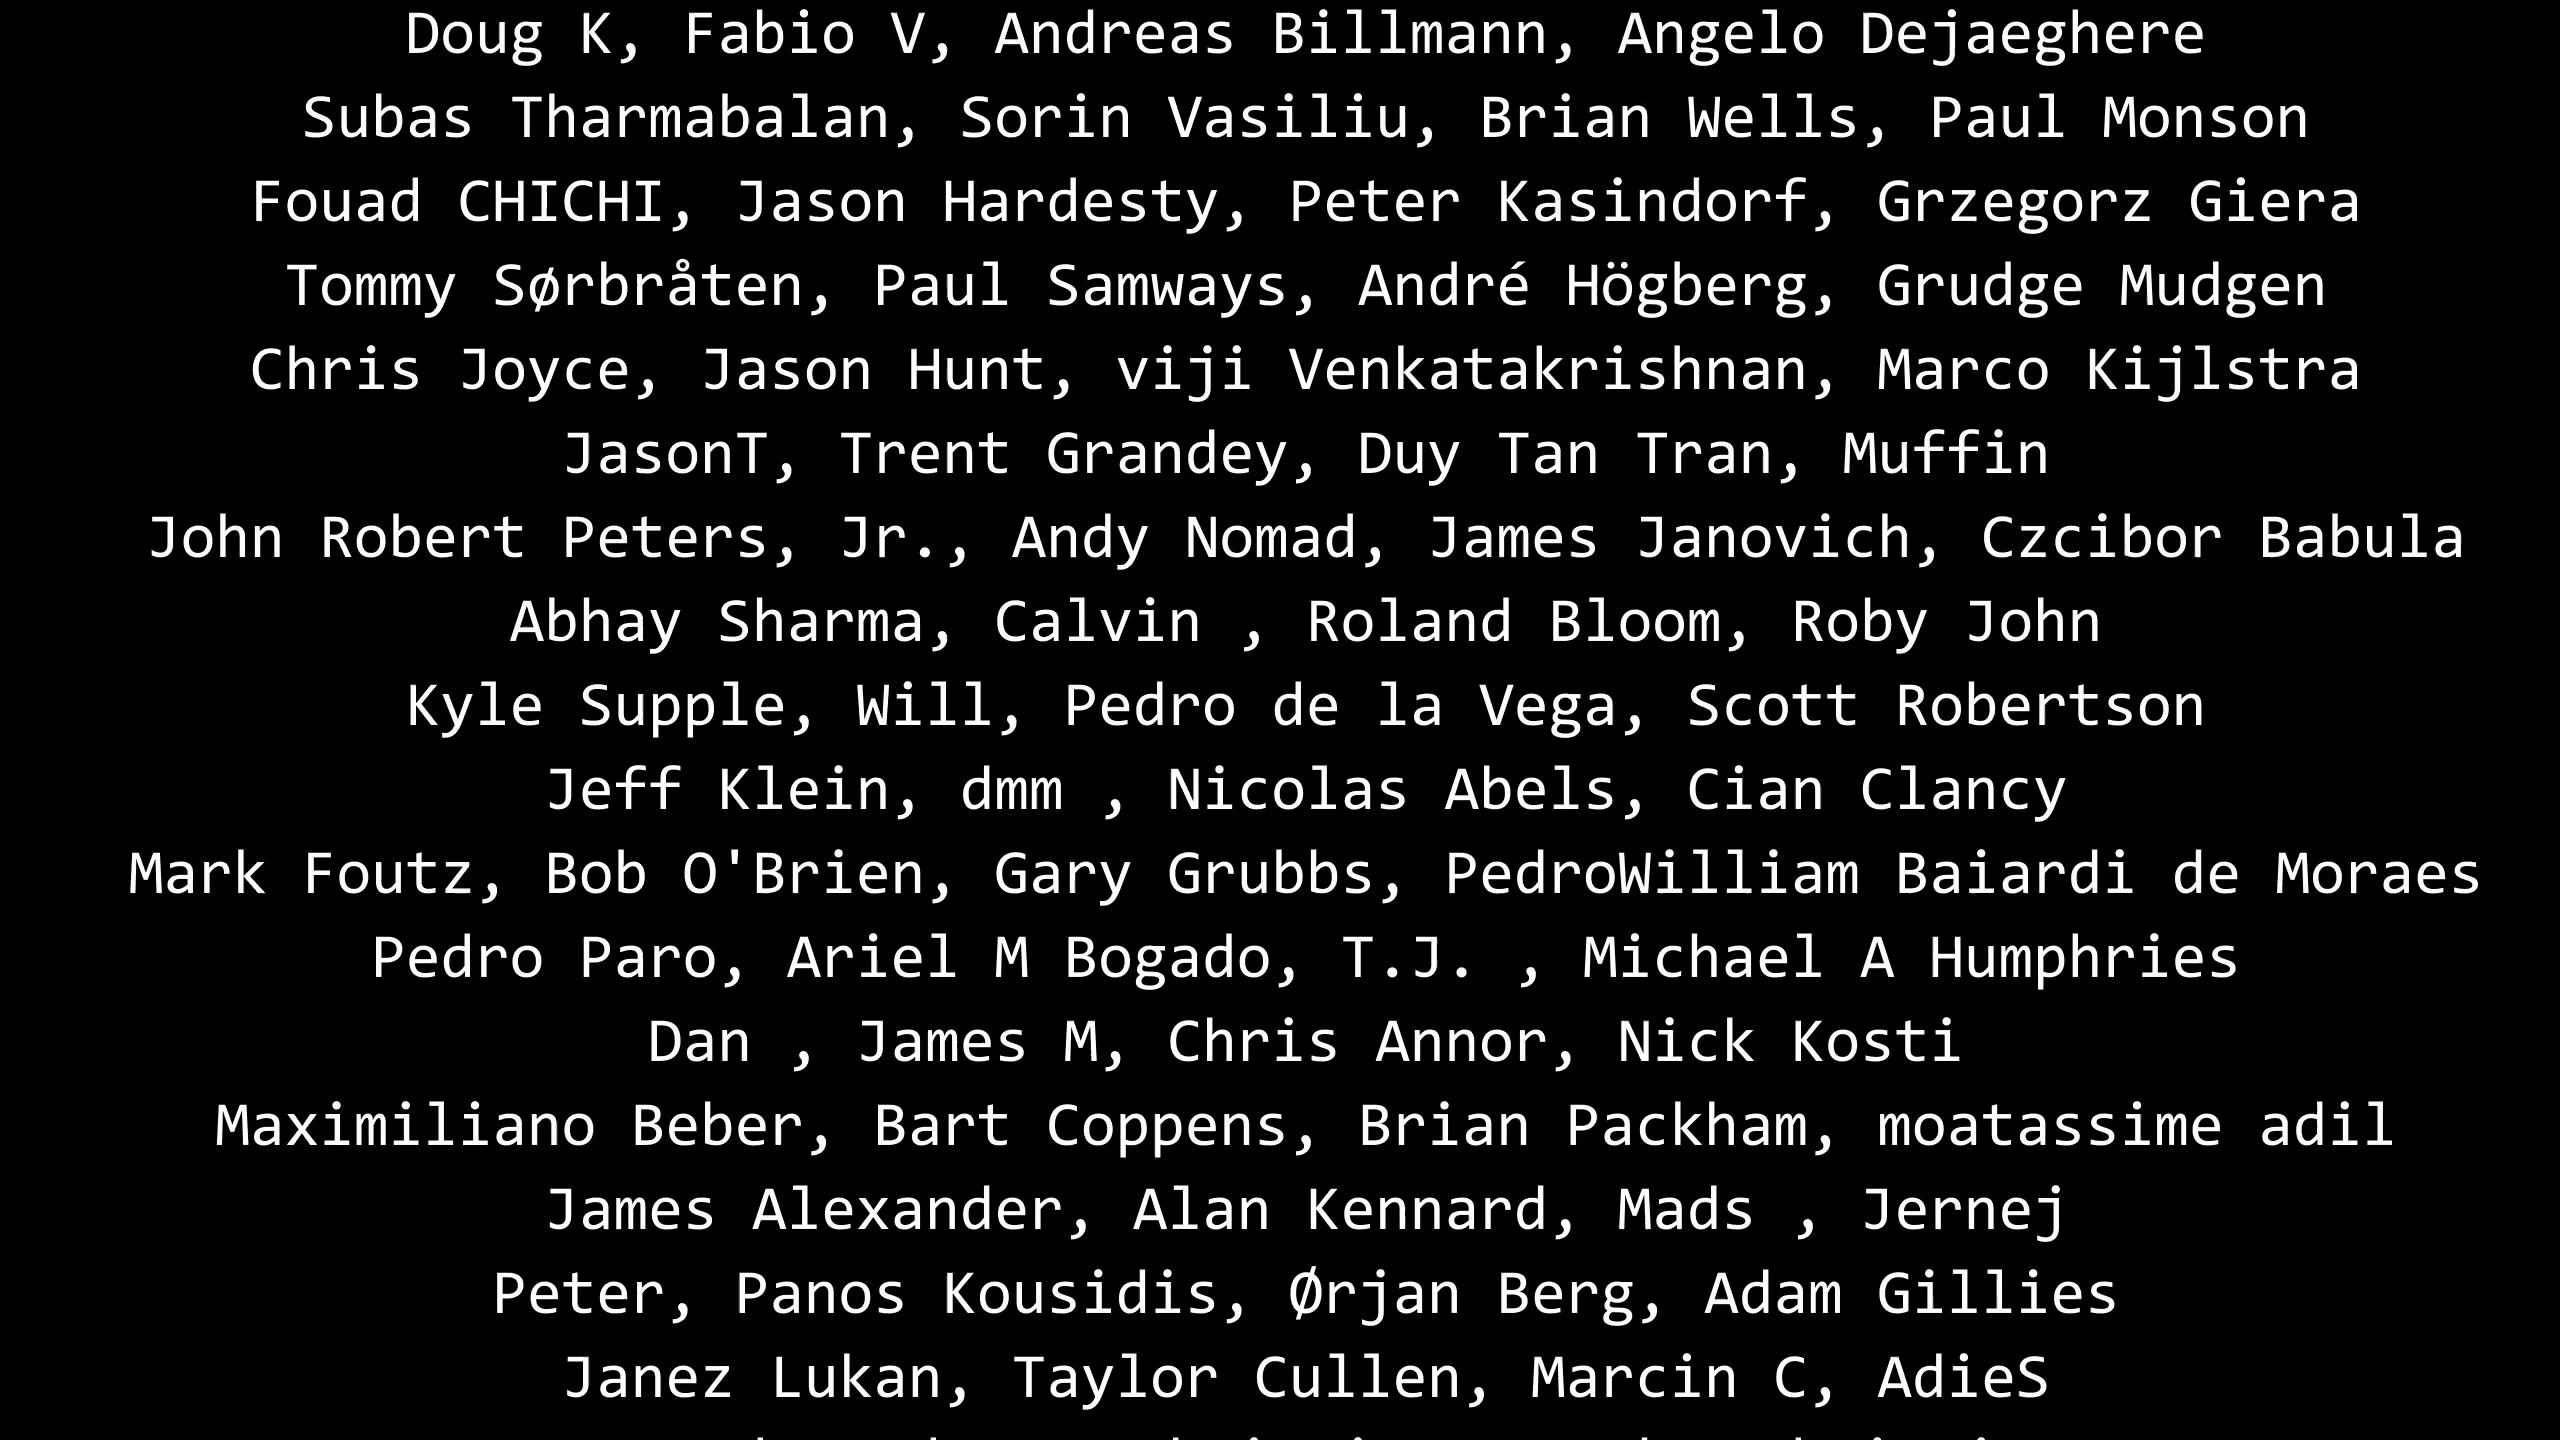 Doug K, Fabio V, Andreas Billmann, Angelo Dejaeghere
Subas Tharmabalan, Sorin Vasiliu, Brian Wells, Paul Monson
Fouad CHICHI, Jason Hardesty, Peter Kasindorf, Grzegorz Giera
Tommy Sørbråten, Paul Samways, André Högberg, Grudge Mudgen
Chris Joyce, Jason Hunt, viji Venkatakrishnan, Marco Kijlstra
JasonT, Trent Grandey, Duy Tan Tran, Muffin
John Robert Peters, Jr., Andy Nomad, James Janovich, Czcibor Babula
Abhay Sharma, Calvin , Roland Bloom, Roby John
Kyle Supple, Will, Pedro de la Vega, Scott Robertson
Jeff Klein, dmm , Nicolas Abels, Cian Clancy
Mark Foutz, Bob O'Brien, Gary Grubbs, PedroWilliam Baiardi de Moraes
Pedro Paro, Ariel M Bogado, T.J. , Michael A Humphries
Dan , James M, Chris Annor, Nick Kosti
Maximiliano Beber, Bart Coppens, Brian Packham, moatassime adil
James Alexander, Alan Kennard, Mads , Jernej
Peter, Panos Kousidis, Ørjan Berg, Adam Gillies
Janez Lukan, Taylor Cullen, Marcin C, AdieS